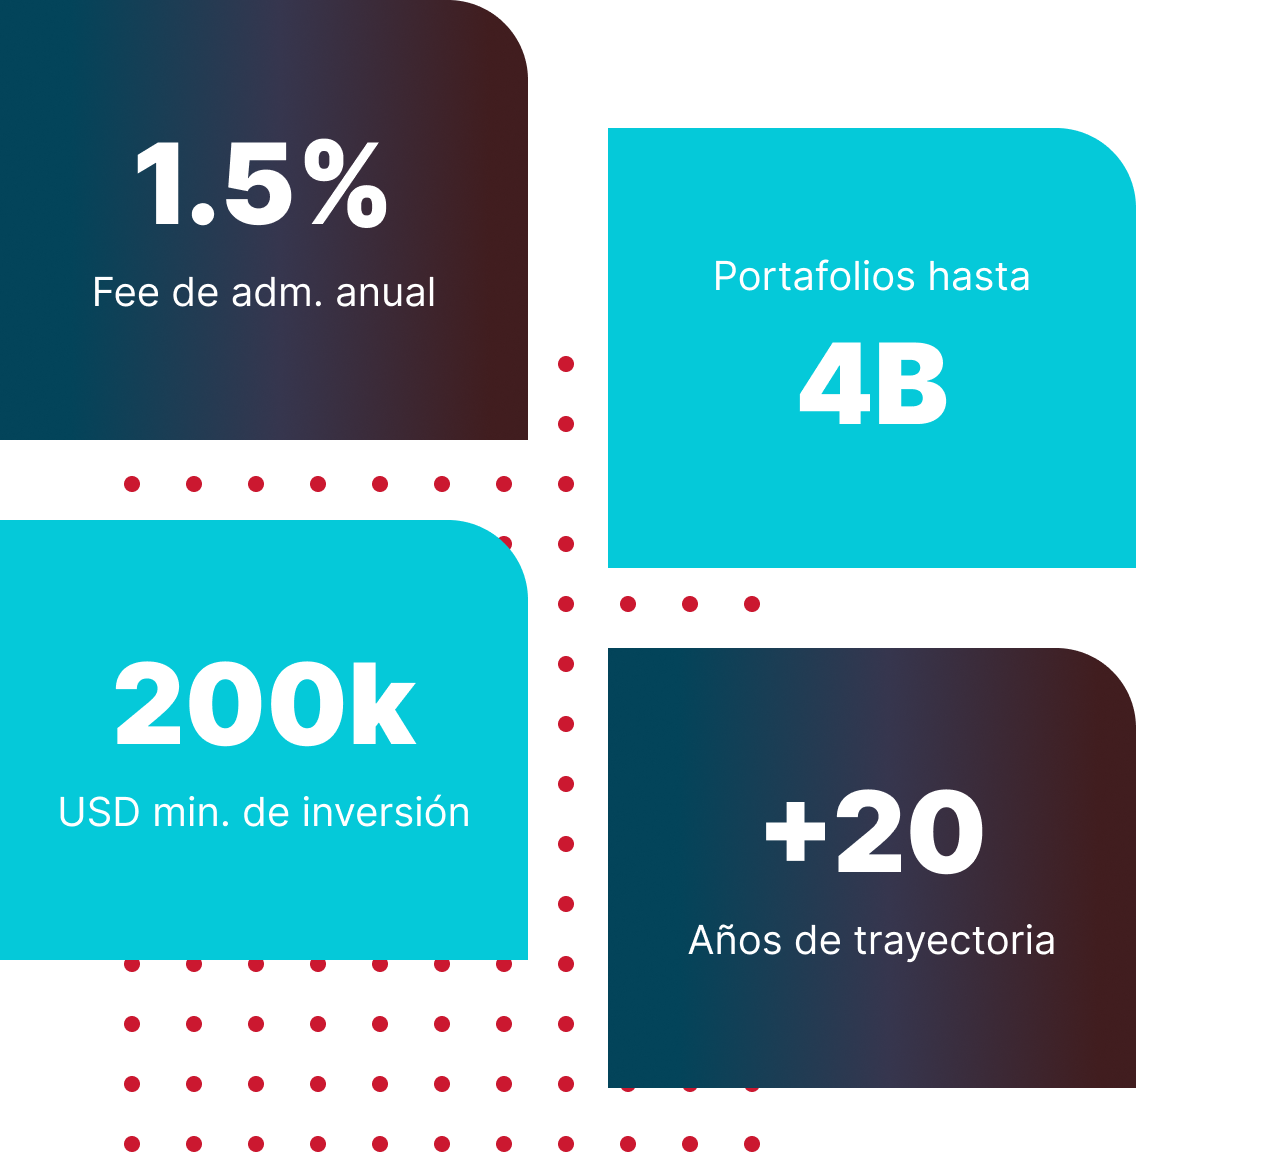 1.5%
Fee de adm. anual
Portafolios hasta
4B
200k
USD min. de inversión
+20
Años de trayectoria